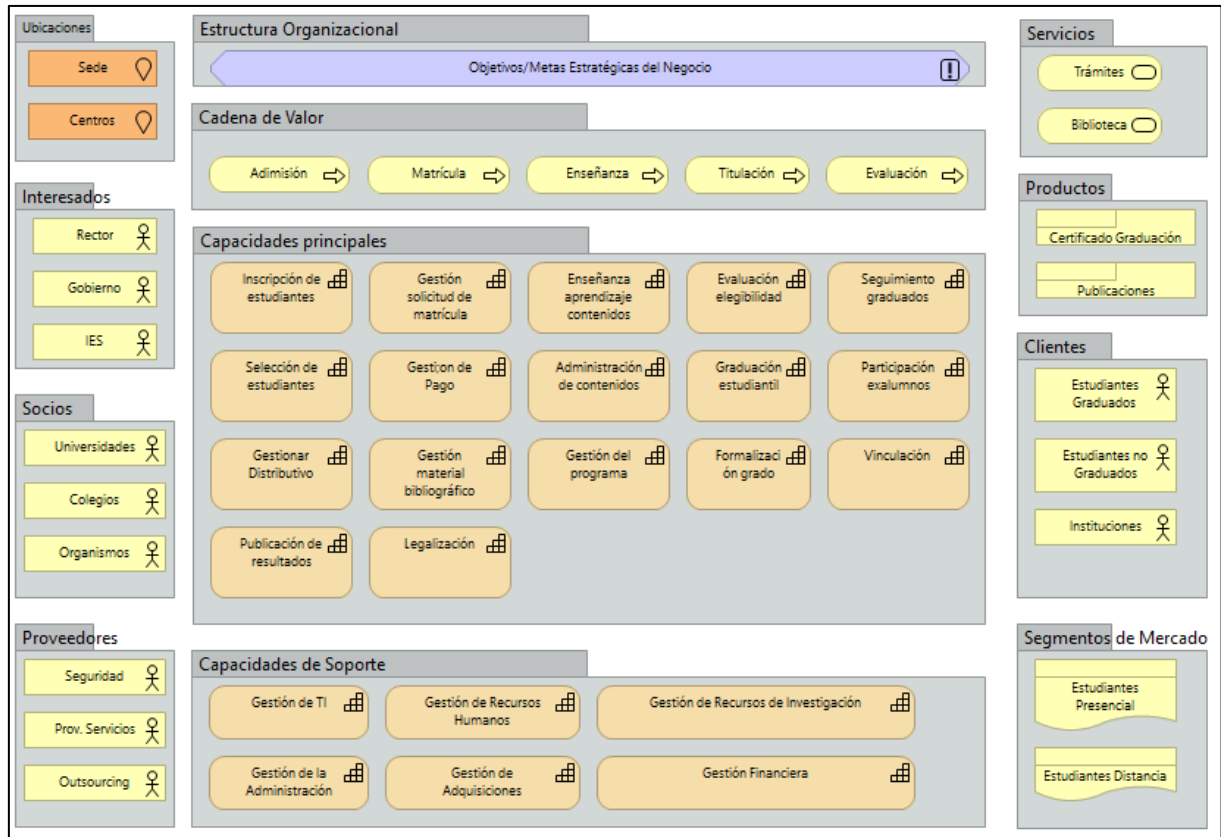 Ubicaciones
Sede
Centros
Interesados
Rector
Gobierno
IES
Socios
Universidades
Colegios
Organismos
Proveedores
Seguridad
Prov. Servicios
Outsourcing
Estructura Organizacional
Objetivos/Metas Estratégicas del Negocio
Cadena de Valor
Adimisión
Matrícula
Enseñanza
Titulación
Evaluación
Capacidades principales
Inscripción de
estudiantes
Gestión
solicitud de
matrícula
Enseñanza
aprendizaje
contenidos
Evaluación
elegibilidad
Seguimiento
graduados
Selección de
estudiantes
Gesti;on de
Pago
Administración
de contenidos
Graduación
estudiantil
Participación
exalumnos
Gestionar
Distributivo
Gestión
material
bibliográfico
Gestión del
programa
Formalizaci
ón grado
Vinculación
Publicación de
resultados
Legalización
Capacidades de Soporte
Gestión de TI
Gestión de Recursos
Humanos
Gestión de Recursos de Investigación
Gestión de la
Administración
Gestión de
Adquisiciones
Gestión Financiera
Servicios
Trámites
Biblioteca
Productos
Certificado Graduación
Publicaciones
Clientes
Estudiantes
Graduados
Estudiantes no
Graduados
Instituciones
Segmentos de Mercado
Estudiantes
Presencial
Estudiantes Distancia